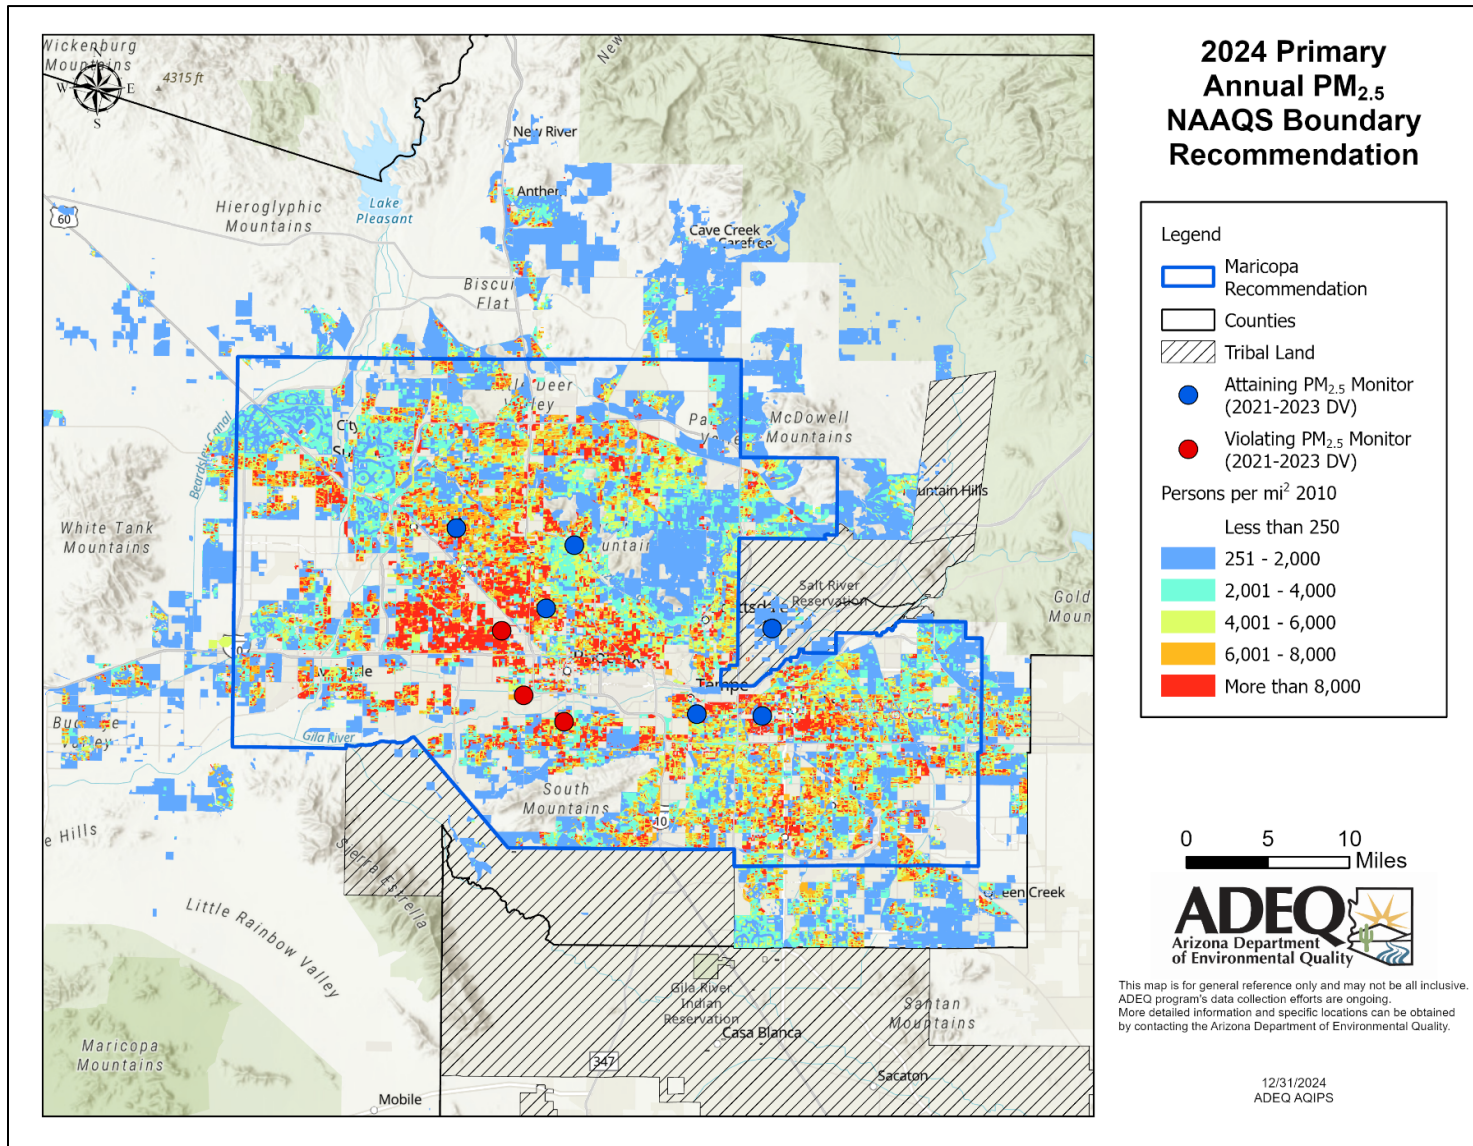 2024 Primary
Annual PM2.5
NAAQS Boundary
Recommendation
Legend
Maricopa
Recommendation
Counties
Tribal Land
Attaining PM2.5 Monitor
(2021-2023 DV)
Violating PM2.5 Monitor
(2021-2023 DV)
Persons per mi² 2010
Less than 250
251 - 2,000
2,001 - 4,000
4,001 - 6,000
6,001 - 8,000
More than 8,000
0 5 10
Miles
ADEQ
Arizona Department
of Environmental Quality
This map is for general reference only and may not be all inclusive.
ADEQ program's data collection efforts are ongoing.
More detailed information and specific locations can be obtained
by contacting the Arizona Department of Environmental Quality.
12/31/2024
ADEQ AQIPS
Wickenburg
Mountains
N
W E
S
4315 ft
New
New River
Lake
Pleasant
Hieroglyphic
Mountains
60
Cave Creek
Carefree
Flat
McDowell
Mountains
City
Beardsley Canal
White Tank
Mountains
Salt River
Reservation
Tempe
Gila River
South
Mountains
10
Sierra Estrella
Little Rainbow Valley
Maricopa
Mountains
Mobile
Gila River
Indian
Reservation
Casa Blanca
Santan
Mountains
347
Sacaton